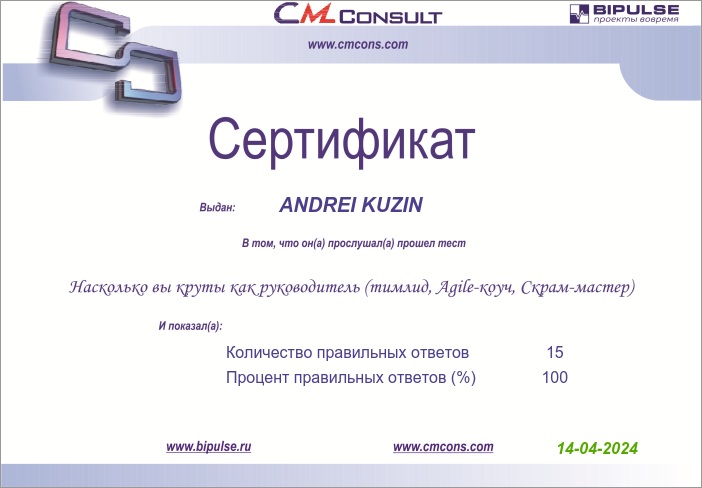 CM CONSULT
BIPULSE
проекты вовремя
www.cmcons.com
Сертификат
Выдан: ANDREI KUZIN
В том, что он(а) прослушал(а) прошел тест
Насколько вы круты как руководитель (тимлид, Agile-коуч, Скрам-мастер)
И показал(а):
Количество правильных ответов 15
Процент правильных ответов (%) 100
www.bipulse.ru www.cmcons.com 14-04-2024